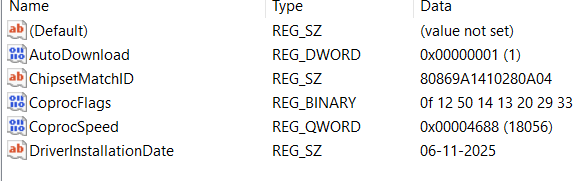 Name Type Data
(Default) REG_SZ (value not set)
AutoDownload REG_DWORD 0x00000001 (1)
ChipsetMatchID REG_SZ 80869A1410280A04
CoprocFlags REG_BINARY 0f 12 50 14 13 20 29 33
CoprocSpeed REG_QWORD 0x00004688 (18056)
DriverInstallationDate REG_SZ 06-11-2025